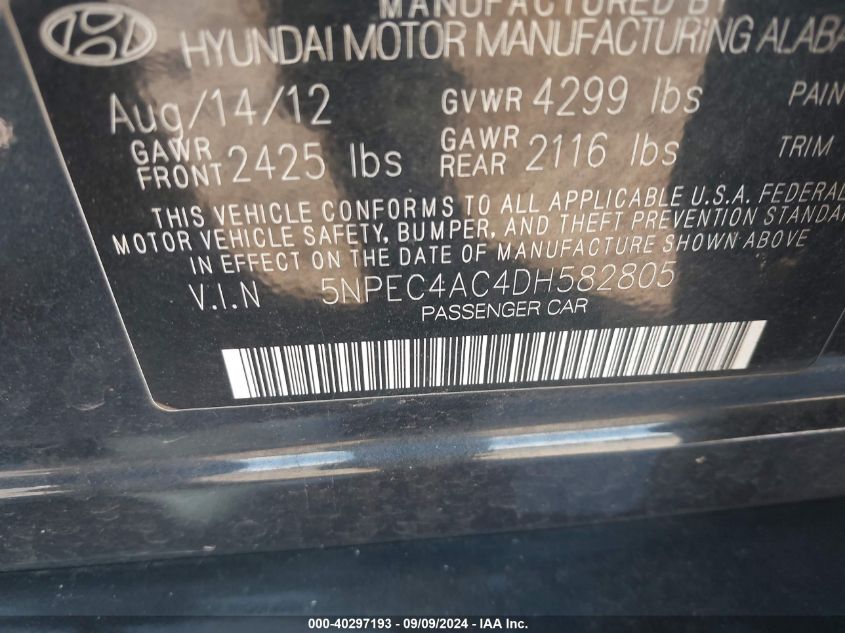 MANUFACTURED BY
HYUNDAI MOTOR MANUFACTURING ALABA
Aug/14/12 GVWR 4299 lbs PAIN
GAWR FRONT 2425 lbs GAWR REAR 2116 lbs TRIM
THIS VEHICLE CONFORMS TO ALL APPLICABLE U.S.A. FEDERAL
MOTOR VEHICLE SAFETY, BUMPER, AND THEFT PREVENTION STANDA
IN EFFECT ON THE DATE OF MANUFACTURE SHOWN ABOVE
V.I.N 5NPEC4AC4DH582805
PASSENGER CAR
000-40297193 - 09/09/2024 - IAA Inc.